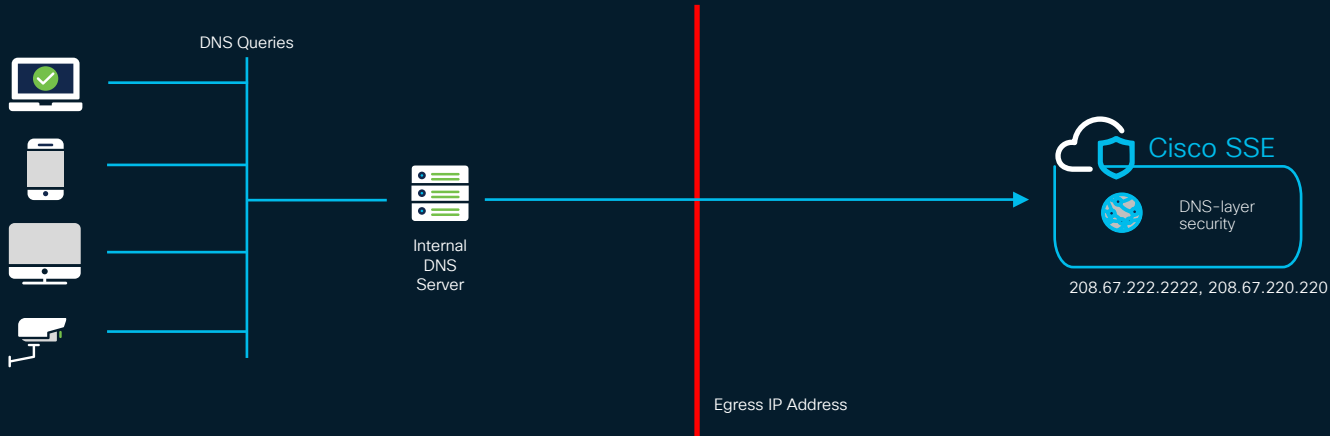 DNS Queries
Internal
DNS
Server
Egress IP Address
Cisco SSE
DNS-layer
security
208.67.222.2222, 208.67.220.220